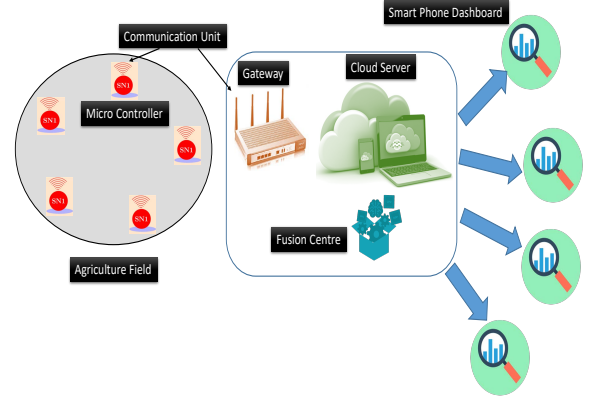 Smart Phone Dashboard
Communication Unit
Gateway
Cloud Server
SN1
Micro Controller
SN1
SN1
SN1
SN1
Fusion Centre
Agriculture Field